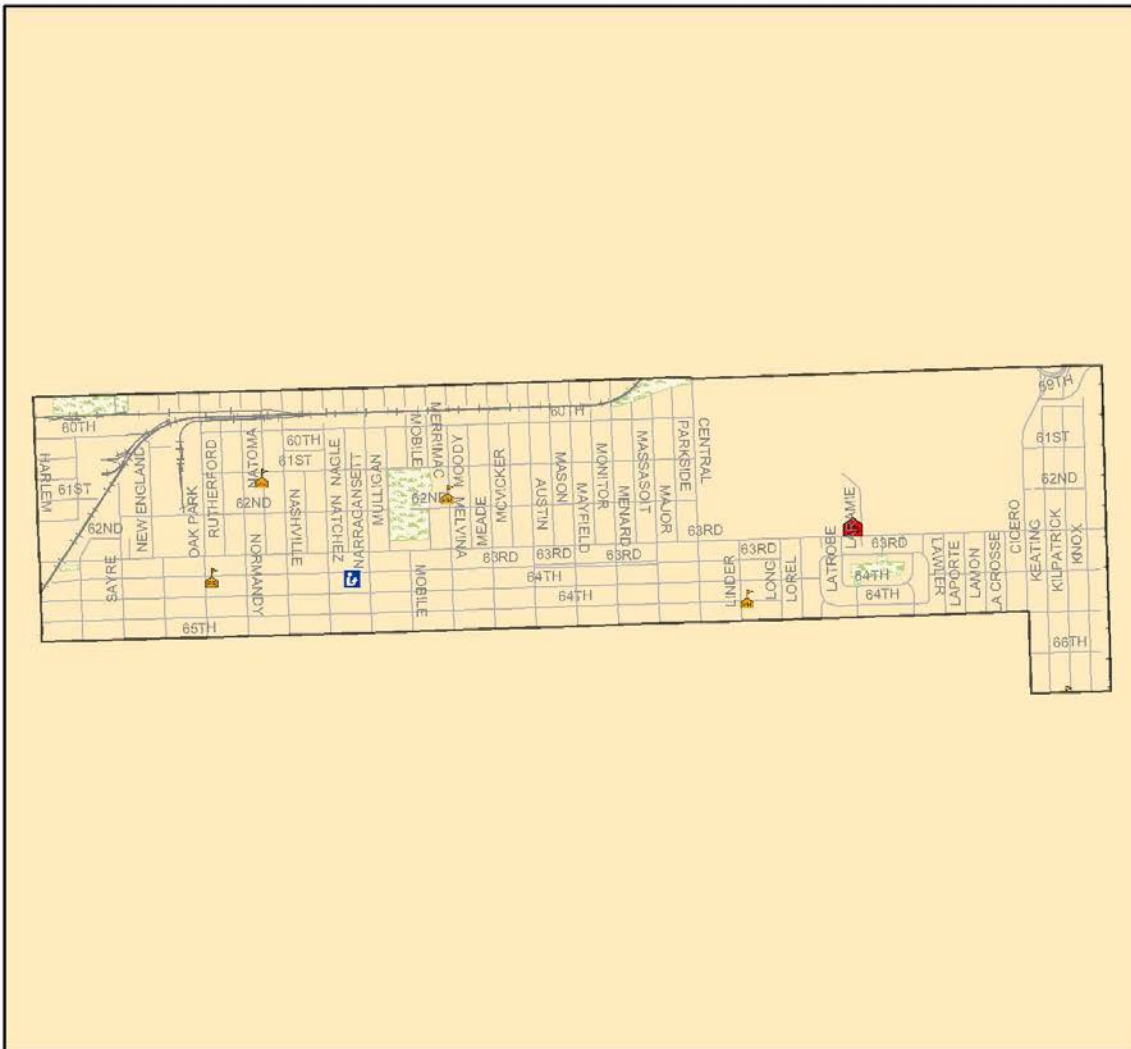 59TH
60TH
60TH
CENTRAL
PARKSIDE
MASSASOIT
MAJOR
MONITOR
MENARD
MASON
MAYFIELD
AUSTIN
MCVICKER
MEADE
MOODY
MELVINA
MERRIMAC
MOBILE
62ND
MULLIGAN
NARRAGANSETT
NAGLE
NATCHEZ
60TH
61ST
NATOMA
62ND
NASHVILLE
NORMANDY
RUTHERFORD
OAK PARK
NEW ENGLAND
HARLEM
61ST
62ND
SAYRE
61ST
62ND
CICERO
KEATING
KILPATRICK
KNOX
63RD
63RD
63RD
63RD
63RD
63RD
LARAMIE
LATROBE
LINDER
LONG
LOREL
LAWLER
LAPORTE
LAMON
LA CROSSE
64TH
64TH
64TH
64TH
MOBILE
65TH
66TH